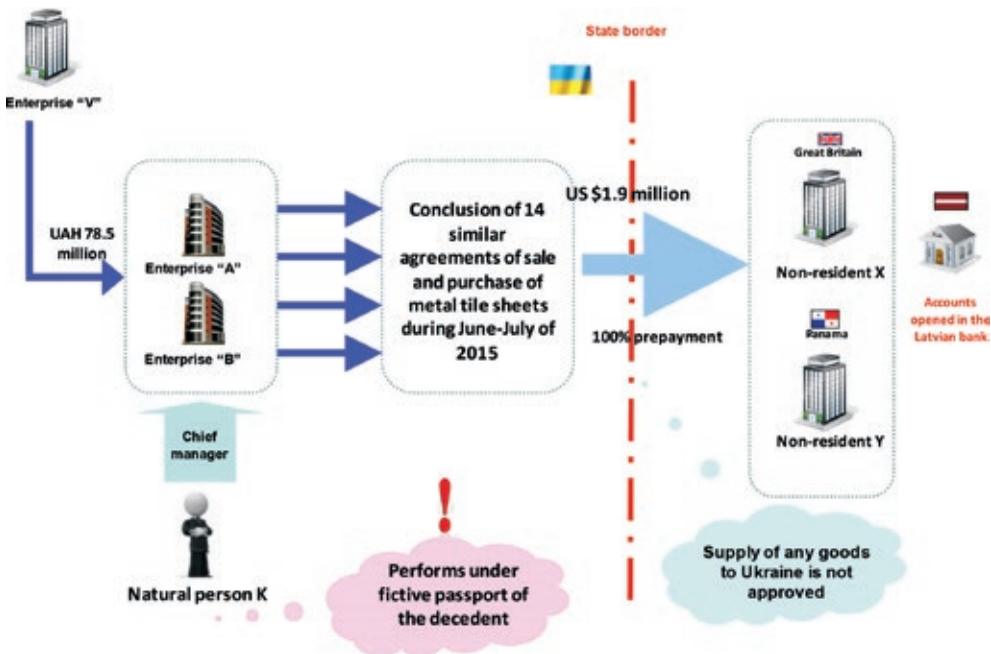 State border
Enterprise “V”
UAH 78.5
million
Enterprise “A”
Enterprise “B”
Chief
manager
Natural person K
Conclusion of 14
similar
agreements of sale
and purchase of
metal tile sheets
during June-July of
2015
Performs under
fictive passport of
the decedent
US $1.9 million
100% prepayment
Great Britain
Non-resident X
Panama
Non-resident Y
Accounts
opened in the
Latvian bank.
Supply of any goods
to Ukraine is not
approved